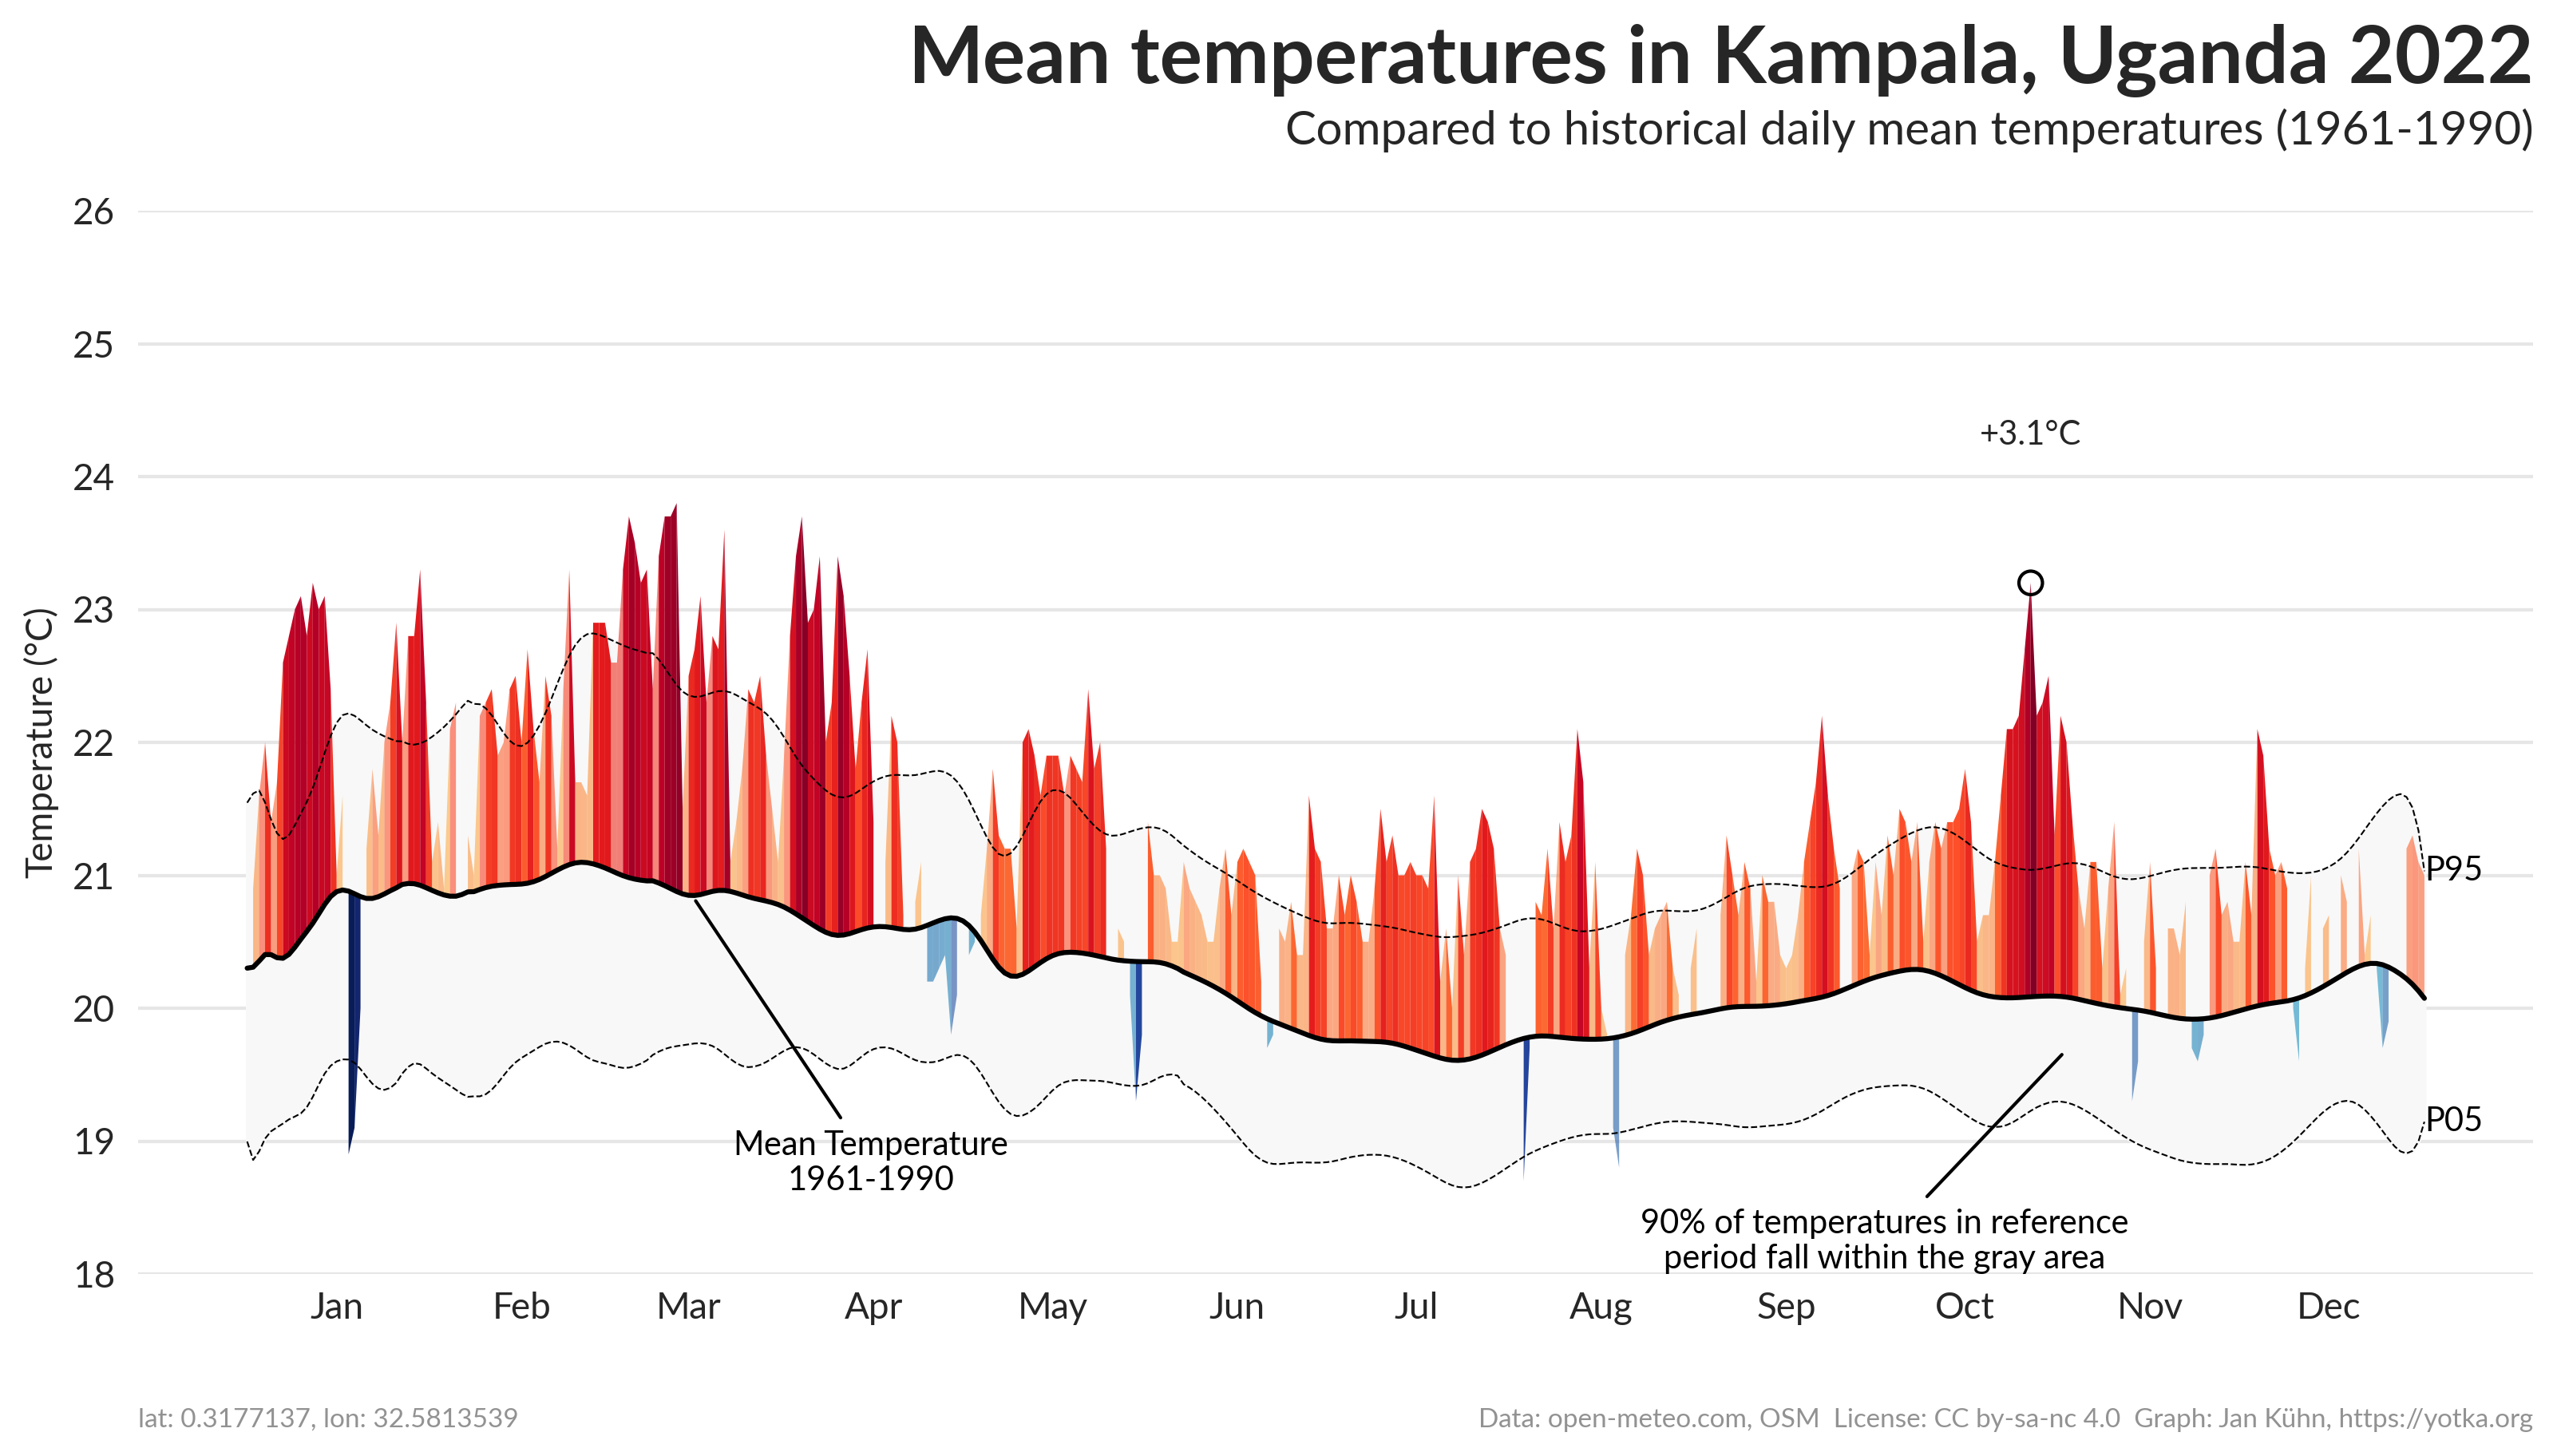 Mean temperatures in Kampala, Uganda 2022
Compared to historical daily mean temperatures (1961-1990)
26
25
+3.1°C
24
Temperature (°C)
23
22
21
P95
20
19
P05
Mean Temperature
1961-1990
90% of temperatures in reference
period fall within the gray area
18
Jan Feb Mar Apr May Jun Jul Aug Sep Oct Nov Dec
lat: 0.3177137, lon: 32.5813539
Data: open-meteo.com, OSM License: CC by-sa-nc 4.0 Graph: Jan Kühn, https://yotka.org